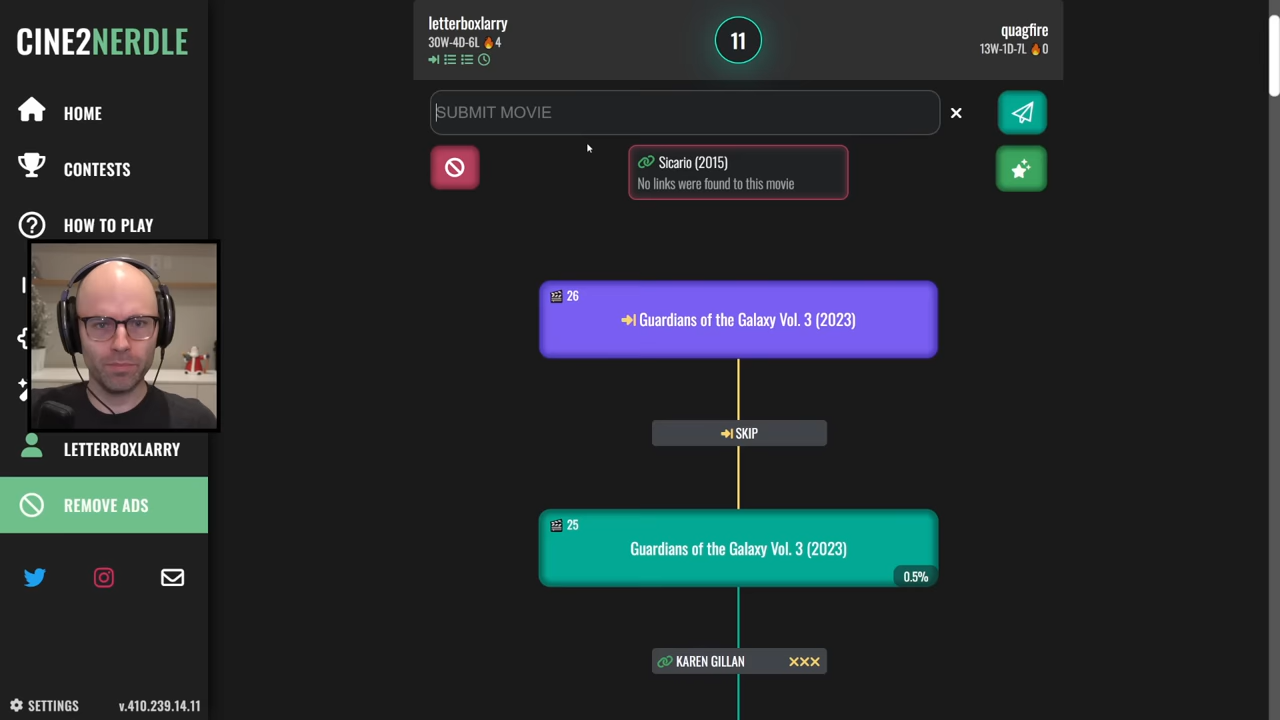 CINE2NERDLE
HOME
CONTESTS
HOW TO PLAY
LETTERBOXLARRY
REMOVE ADS
SETTINGS
v.410.239.14.11
letterboxlarry
30W-4D-6L 🔥4
11
quagfire
13W-1D-7L 🔥0
SUBMIT MOVIE
Sicario (2015)
No links were found to this movie
26
Guardians of the Galaxy Vol. 3 (2023)
SKIP
25
Guardians of the Galaxy Vol. 3 (2023)
0.5%
KAREN GILLAN